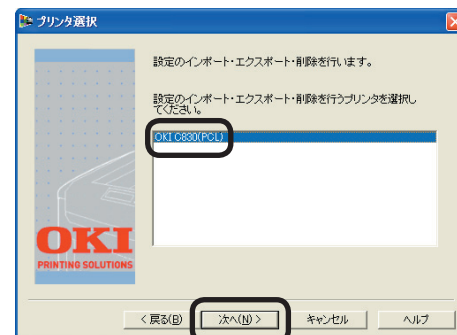 プリンタ選択
設定のインポート・エクスポート・削除を行います。
設定のインポート・エクスポート・削除を行うプリンタを選択し
てください。
OKI C830(PCL)
OKI
PRINTING SOLUTIONS
< 戻る(B)
次へ(N) >
キャンセル
ヘルプ